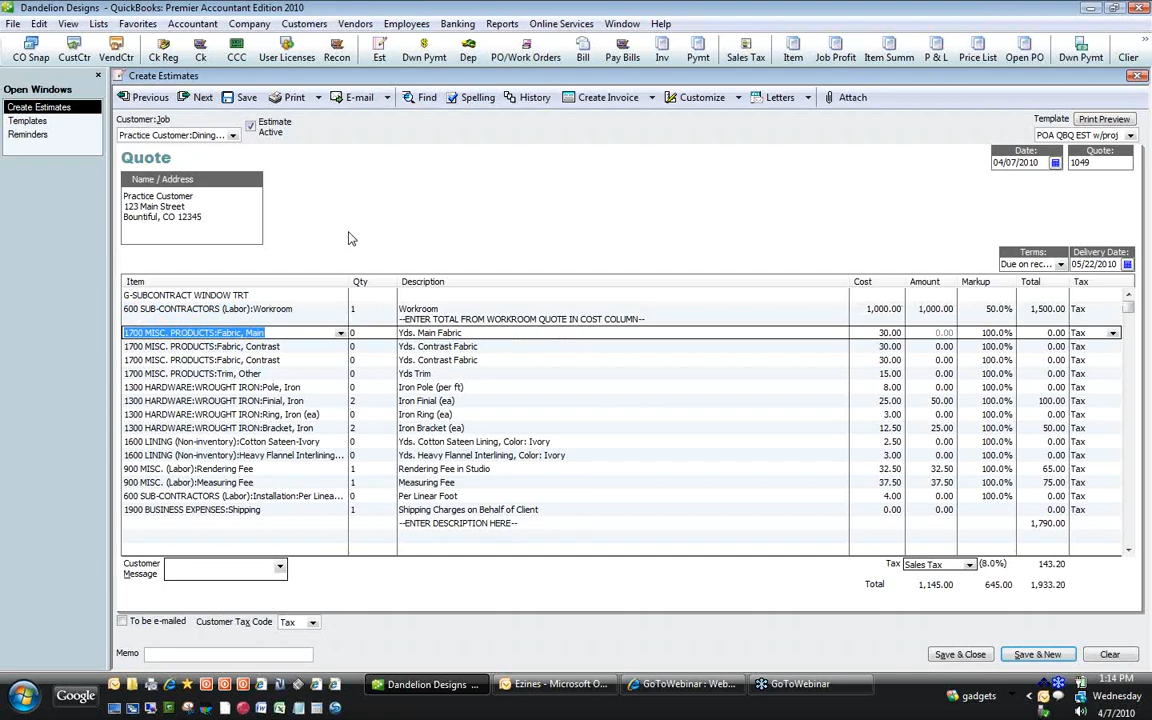 Dandelion Designs - QuickBooks: Premier Accountant Edition 2010
File Edit View Lists Favorites Accountant Company Customers Vendors Employees Banking Reports Online Services Window Help
CO Snap CustCtr VendCtr Ck Reg Ck CCC User Licenses Recon Est Dwn Pymt Dep PO/Work Orders Bill Pay Bills Inv Pymt Sales Tax Item Job Profit Item Summ P & L Price List Open PO Dwn Pymt Clier
Open Windows
Create Estimates
Templates
Reminders
Create Estimates
Previous Next Save Print E-mail Find Spelling History Create Invoice Customize Letters Attach
Customer:Job
Practice Customer:Dining...
Estimate
Active
Template Print Preview
POA QBQ EST w/proj
Quote
Date: Quote:
04/07/2010 1049
Name / Address
Practice Customer
123 Main Street
Bountiful, CO 12345
Terms: Delivery Date:
Due on rec... 05/22/2010
Item Qty Description Cost Amount Markup Total Tax
G-SUBCONTRACT WINDOW TRT
600 SUB-CONTRACTORS (Labor):Workroom 1 Workroom 1,000.00 1,000.00 50.0% 1,500.00 Tax
--ENTER TOTAL FROM WORKROOM QUOTE IN COST COLUMN--
1700 MISC. PRODUCTS:Fabric, Main 0 Yds. Main Fabric 30.00 0.00 100.0% 0.00 Tax
1700 MISC. PRODUCTS:Fabric, Contrast 0 Yds. Contrast Fabric 30.00 0.00 100.0% 0.00 Tax
1700 MISC. PRODUCTS:Fabric, Contrast 0 Yds. Contrast Fabric 30.00 0.00 100.0% 0.00 Tax
1700 MISC. PRODUCTS:Trim, Other 0 Yds Trim 15.00 0.00 100.0% 0.00 Tax
1300 HARDWARE:WROUGHT IRON:Pole, Iron 0 Iron Pole (per ft) 8.00 0.00 100.0% 0.00 Tax
1300 HARDWARE:WROUGHT IRON:Finial, Iron 2 Iron Finial (ea) 25.00 50.00 100.0% 100.00 Tax
1300 HARDWARE:WROUGHT IRON:Ring, Iron (ea) 0 Iron Ring (ea) 3.00 0.00 100.0% 0.00 Tax
1300 HARDWARE:WROUGHT IRON:Bracket, Iron 2 Iron Bracket (ea) 12.50 25.00 100.0% 50.00 Tax
1600 LINING (Non-inventory):Cotton Sateen-Ivory 0 Yds. Cotton Sateen Lining, Color: Ivory 2.50 0.00 100.0% 0.00 Tax
1600 LINING (Non-inventory):Heavy Flannel Interlining... 0 Yds. Heavy Flannel Interlining, Color: Ivory 3.00 0.00 100.0% 0.00 Tax
900 MISC. (Labor):Rendering Fee 1 Rendering Fee in Studio 32.50 32.50 100.0% 65.00 Tax
900 MISC. (Labor):Measuring Fee 1 Measuring Fee 37.50 37.50 100.0% 75.00 Tax
600 SUB-CONTRACTORS (Labor):Installation:Per Linea... 0 Per Linear Foot 4.00 0.00 100.0% 0.00 Tax
1900 BUSINESS EXPENSES:Shipping 1 Shipping Charges on Behalf of Client 0.00 0.00 0.00 Tax
--ENTER DESCRIPTION HERE-- 1,790.00
Customer
Message
Tax Sales Tax (8.0%) 143.20
Total 1,145.00 645.00 1,933.20
To be e-mailed Customer Tax Code Tax
Memo
Save & Close Save & New Clear
Google
Dandelion Designs ... Ezines - Microsoft O... GoToWebinar : Web... GoToWebinar
gadgets
1:14 PM
Wednesday
4/7/2010